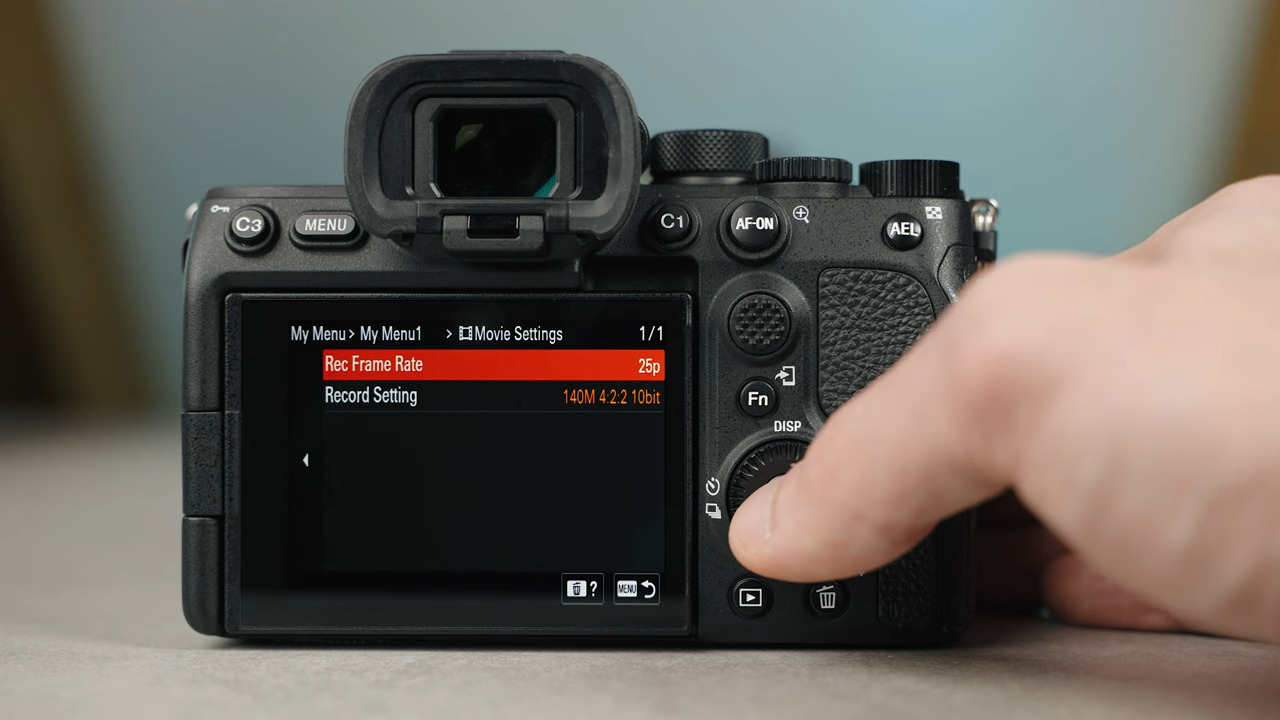 C3
MENU
C1
AF-ON
AEL
My Menu > My Menu1 > Movie Settings 1/1
Rec Frame Rate 25p
Record Setting 140M 4:2:2 10bit
Fn
DISP
?
MENU